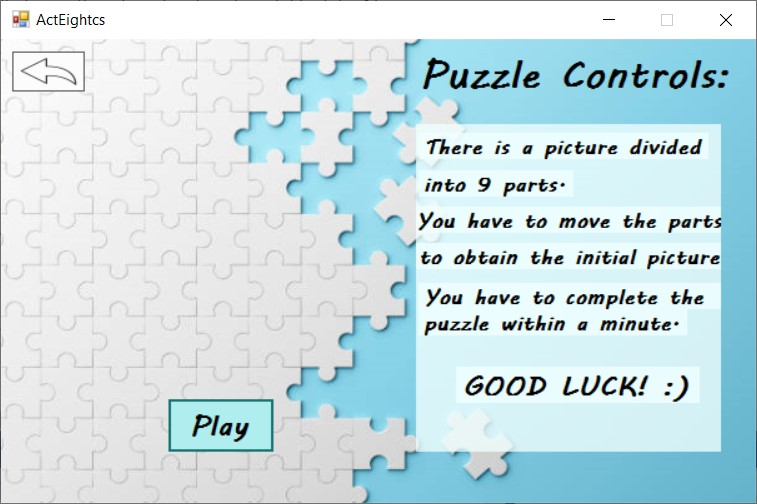 ActEightcs
Puzzle Controls:
There is a picture divided
into 9 parts.
You have to move the parts
to obtain the initial picture
You have to complete the
puzzle within a minute.
GOOD LUCK! :)
Play